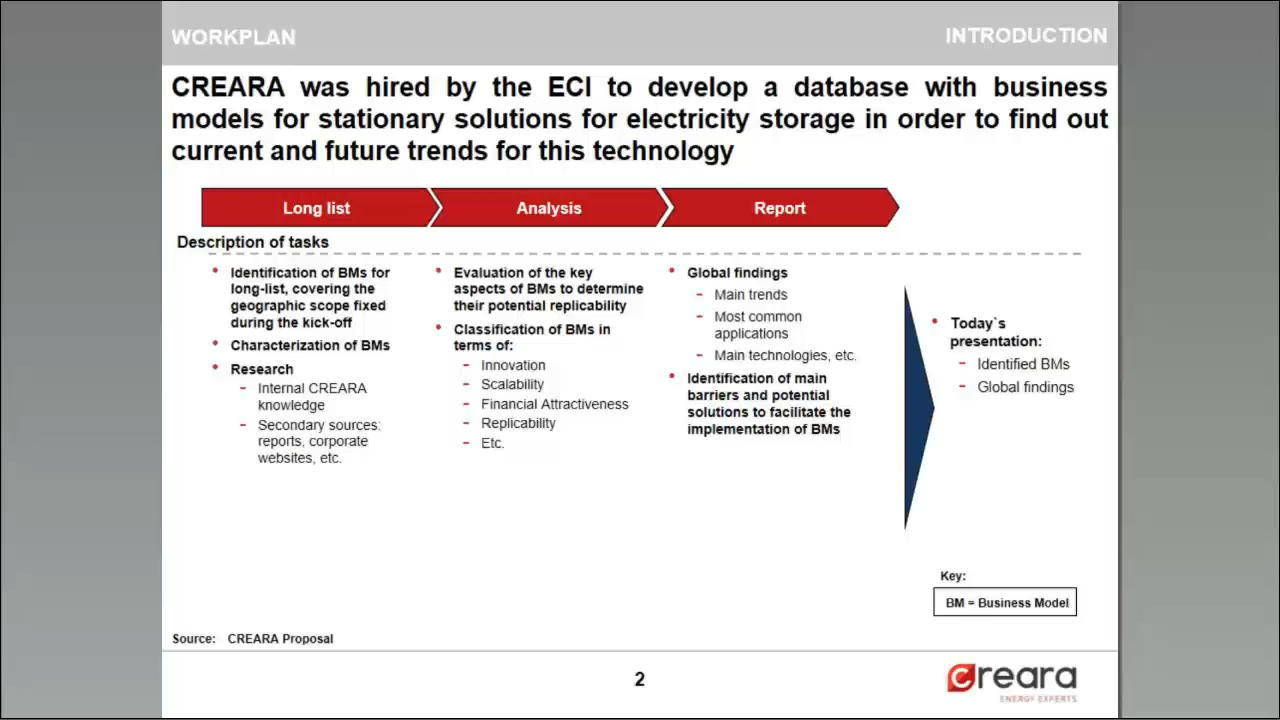 WORKPLAN
INTRODUCTION
CREARA was hired by the ECI to develop a database with business
models for stationary solutions for electricity storage in order to find out
current and future trends for this technology
Long list
Analysis
Report
Description of tasks
• Identification of BMs for
long-list, covering the
geographic scope fixed
during the kick-off
• Characterization of BMs
• Research
- Internal CREARA
knowledge
- Secondary sources:
reports, corporate
websites, etc.
• Evaluation of the key
aspects of BMs to determine
their potential replicability
• Classification of BMs in
terms of:
- Innovation
- Scalability
- Financial Attractiveness
- Replicability
- Etc.
• Global findings
- Main trends
- Most common
applications
- Main technologies, etc.
• Identification of main
barriers and potential
solutions to facilitate the
implementation of BMs
• Today`s
presentation:
- Identified BMs
- Global findings
Key:
BM = Business Model
Source: CREARA Proposal
2
creara
ENERGY EXPERTS